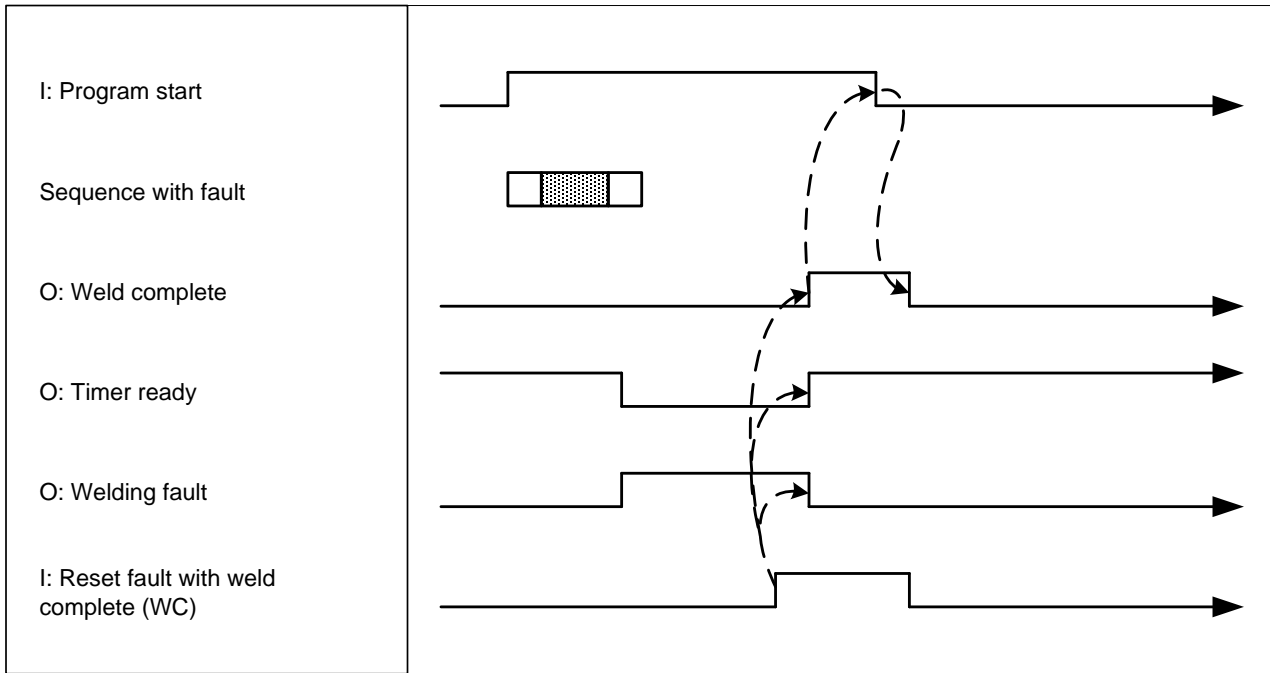 I: Program start
Sequence with fault
O: Weld complete
O: Timer ready
O: Welding fault
I: Reset fault with weld
complete (WC)